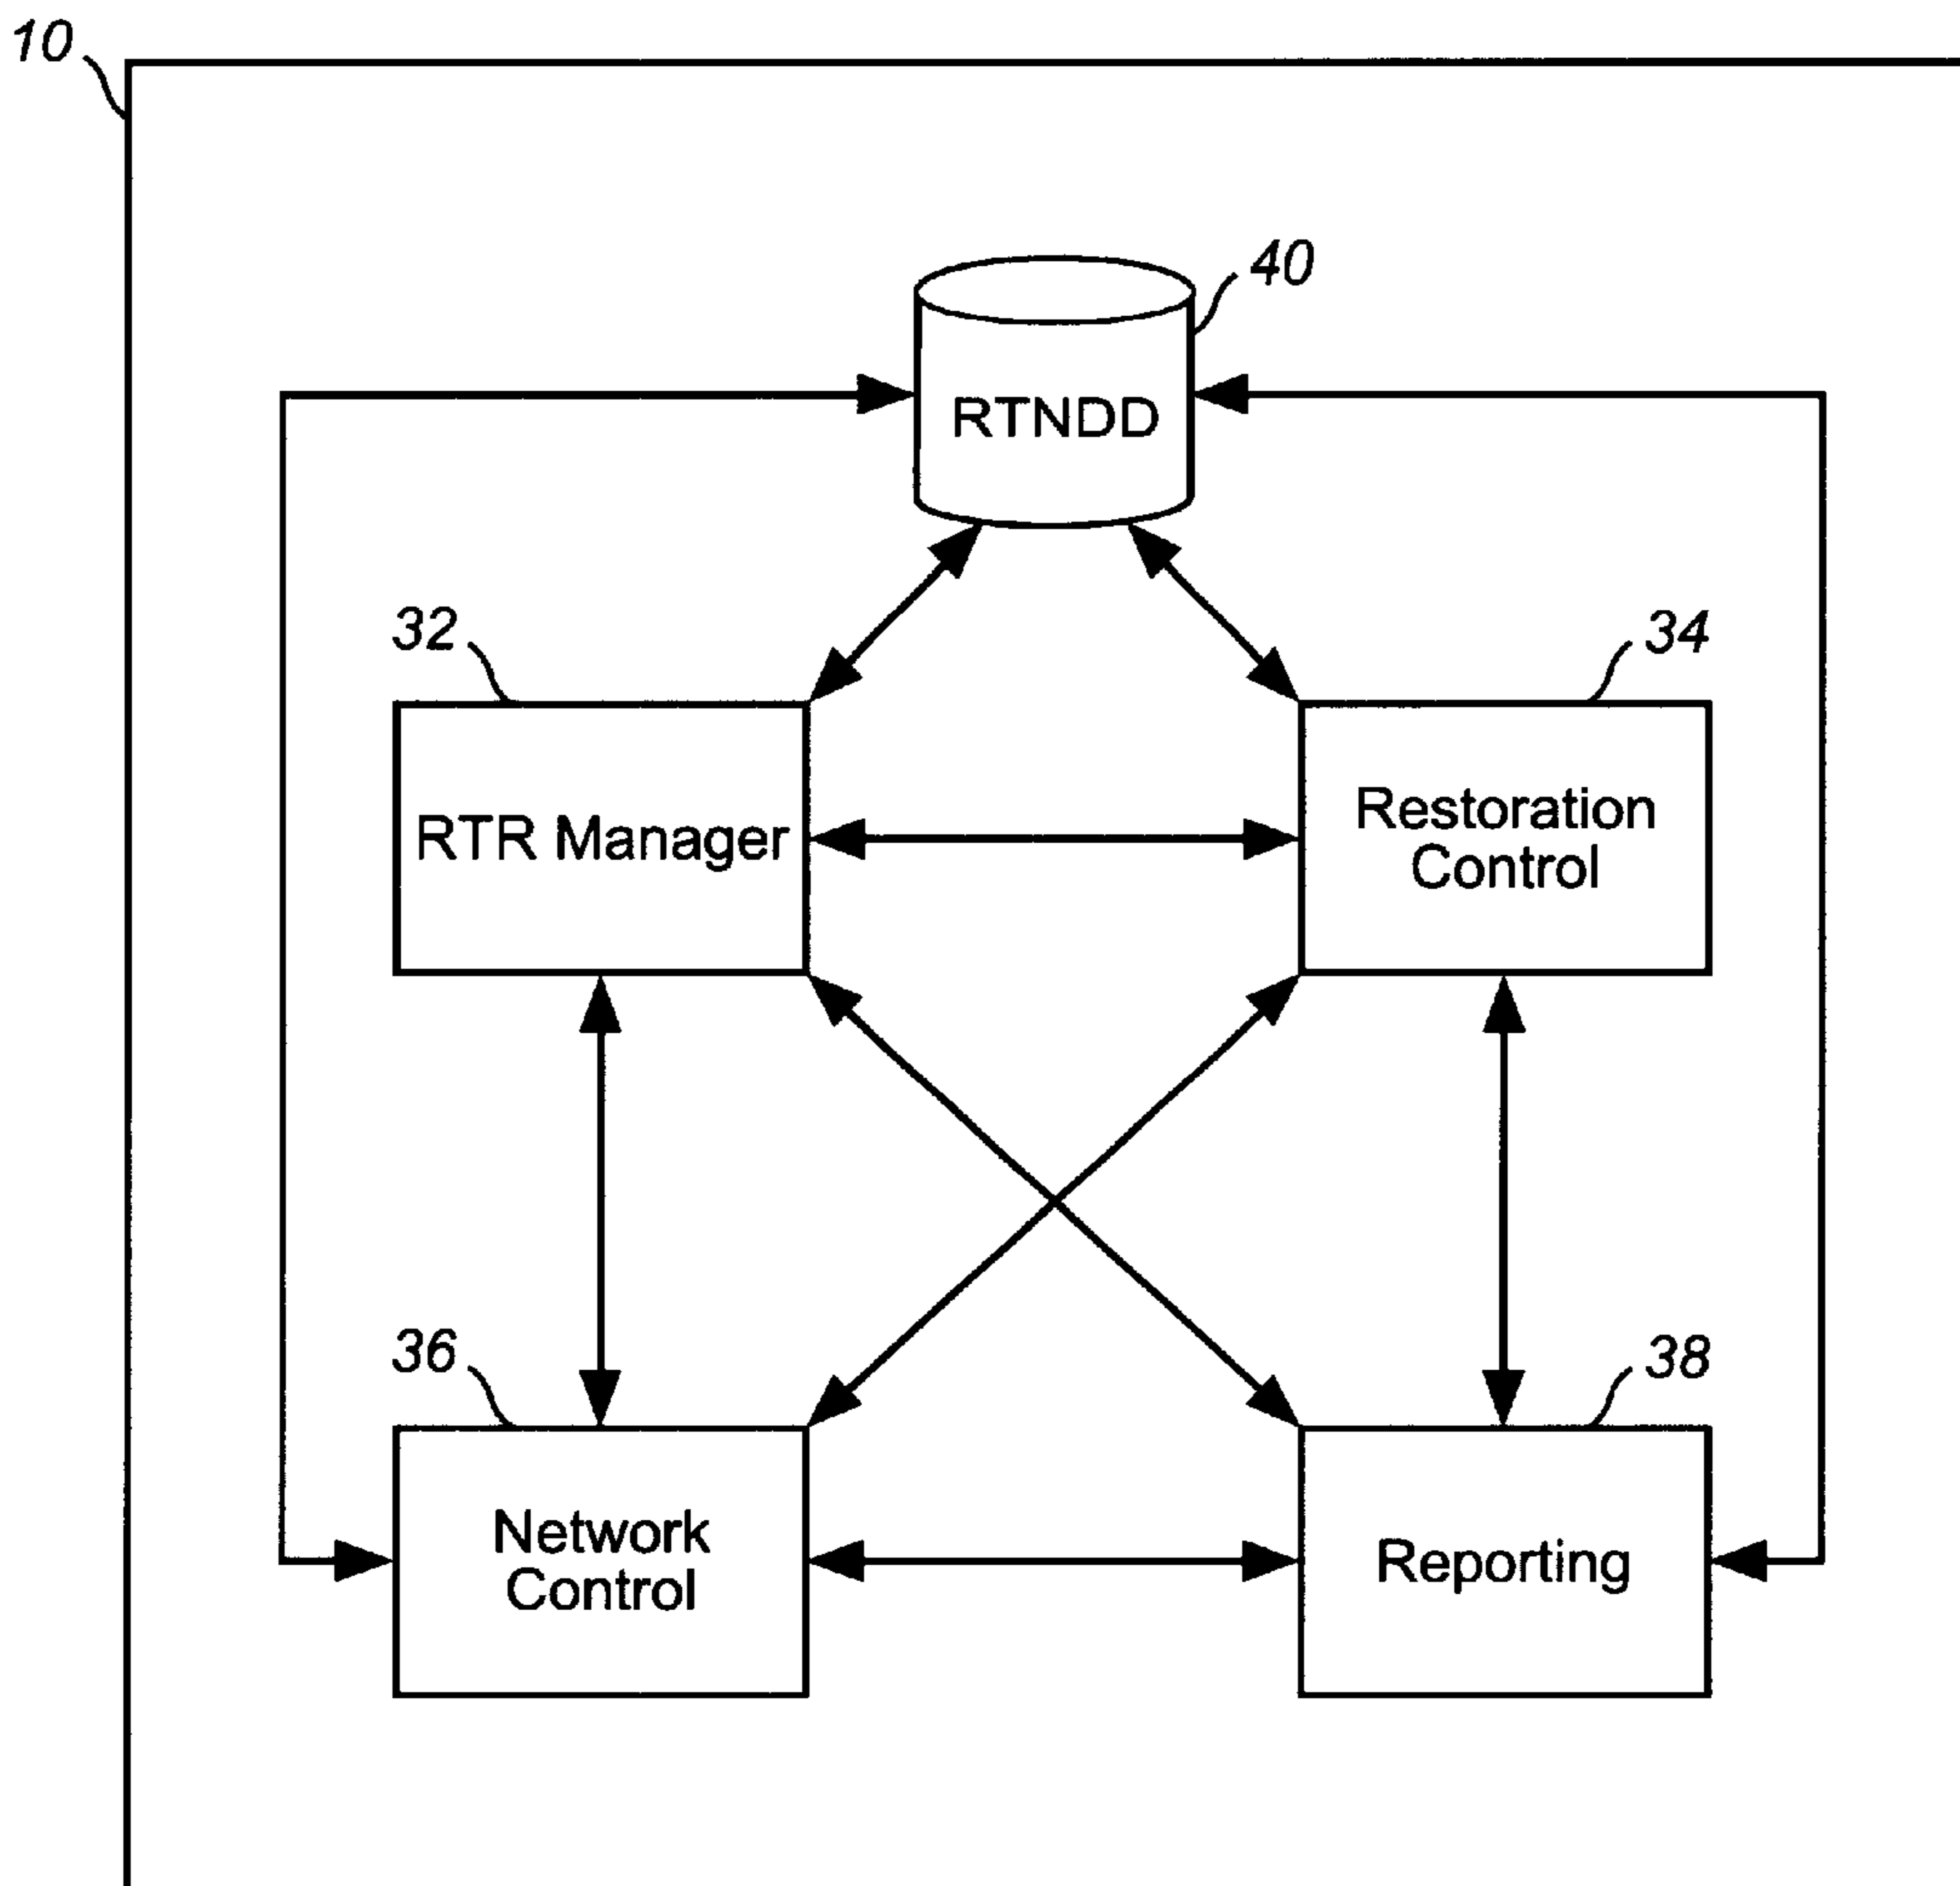 10
40
RTNDD
32
34
RTR Manager
Restoration
Control
36
38
Network
Control
Reporting